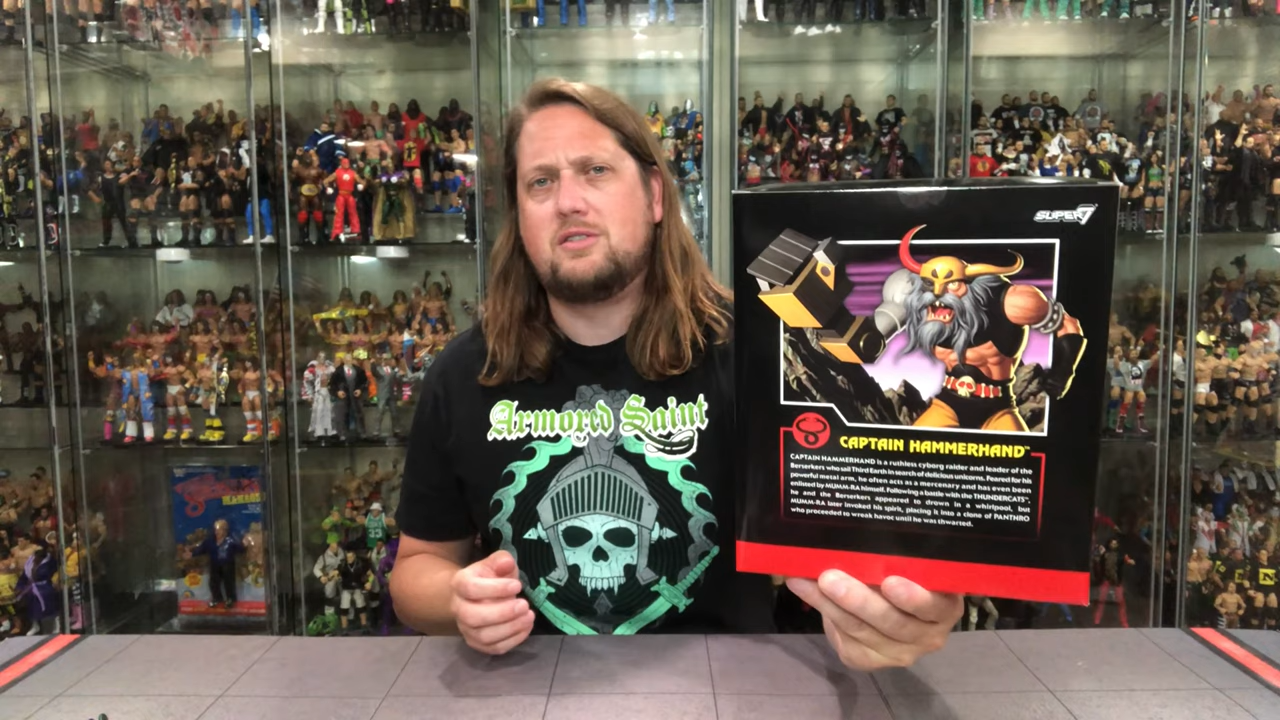 SUPER7
Armored Saint
CAPTAIN HAMMERHAND™
CAPTAIN HAMMERHAND is a ruthless cyborg raider and leader of the
Berserkers who sail Third Earth in search of delicious unicorns. Feared for his
powerful metal arm, he often acts as a mercenary and has even been
enlisted by MUMM-RA himself. Following a battle with the THUNDERCATS,
he and the Berserkers appeared to drown in a whirlpool, but
MUMM-RA later invoked his spirit, placing it into a clone of PANTHRO
who proceeded to wreak havoc until he was thwarted.